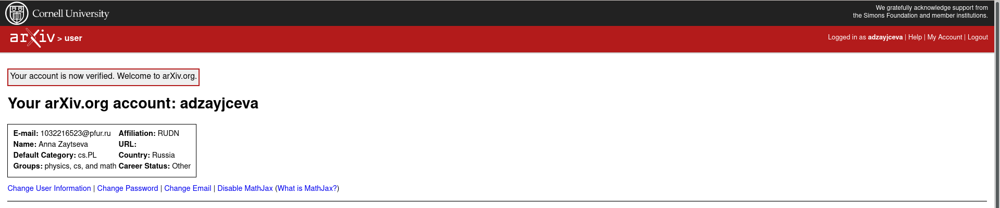 Cornell University
We gratefully acknowledge support from
the Simons Foundation and member institutions.
arXiv > user
Logged in as adzayjceva | Help | My Account | Logout
Your account is now verified. Welcome to arXiv.org.
Your arXiv.org account: adzayjceva
E-mail: 1032216523@pfur.ru Affiliation: RUDN
Name: Anna Zaytseva URL:
Default Category: cs.PL Country: Russia
Groups: physics, cs, and math Career Status: Other
Change User Information | Change Password | Change Email | Disable MathJax (What is MathJax?)